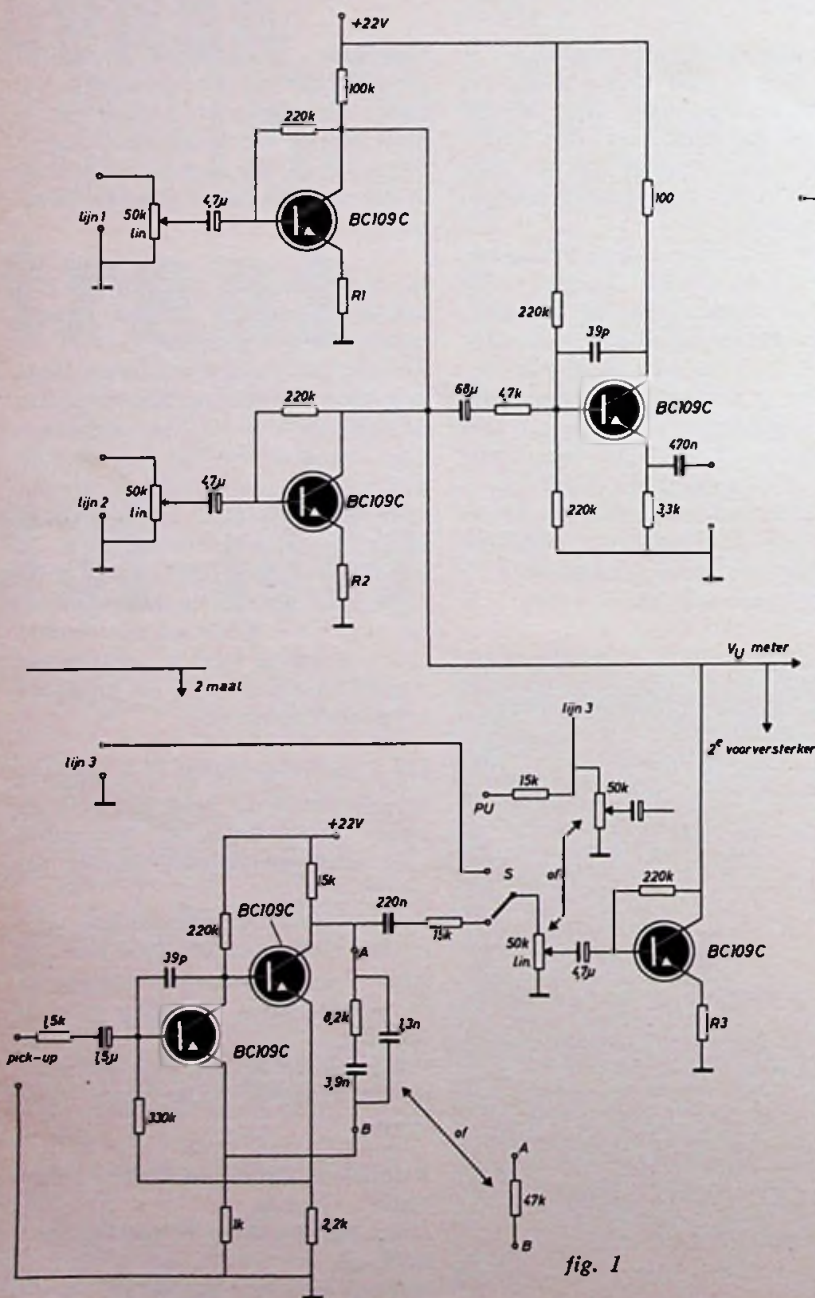 +22V
100k
220k
lijn 1
50k
lin.
4,7µ
BC109C
R1
100
220k
39p
68µ
4,7k
BC109C
470n
220k
3,3k
220k
lijn 2
50k
lin.
4,7µ
BC109C
R2
2 maal
VU meter
2e voorversterker
lijn 3
lijn 3
PU
15k
50k
of
S
+22V
15k
BC109C
220k
220n
15k
50k
lin.
4,7µ
220k
BC109C
R3
39p
A
8,2k
1,3n
3,9n
B
1,5k
1,5µ
pick-up
BC109C
330k
of
A
47k
B
1k
2,2k
fig. 1